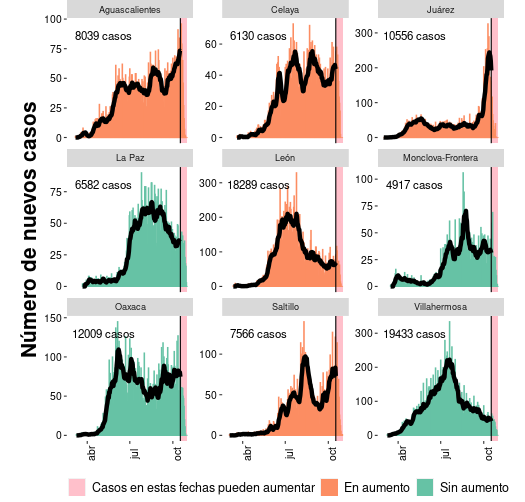 Número de nuevos casos
Aguascalientes
8039 casos
100
75
50
25
0
Celaya
6130 casos
60
40
20
0
Juárez
10556 casos
300
200
100
0
La Paz
6582 casos
75
50
25
0
León
18289 casos
300
200
100
0
Monclova-Frontera
4917 casos
100
75
50
25
0
Oaxaca
12009 casos
150
100
50
0
Saltillo
7566 casos
100
50
0
Villahermosa
19433 casos
300
200
100
0
abr jul oct
abr jul oct
abr jul oct
Casos en estas fechas pueden aumentar En aumento Sin aumento